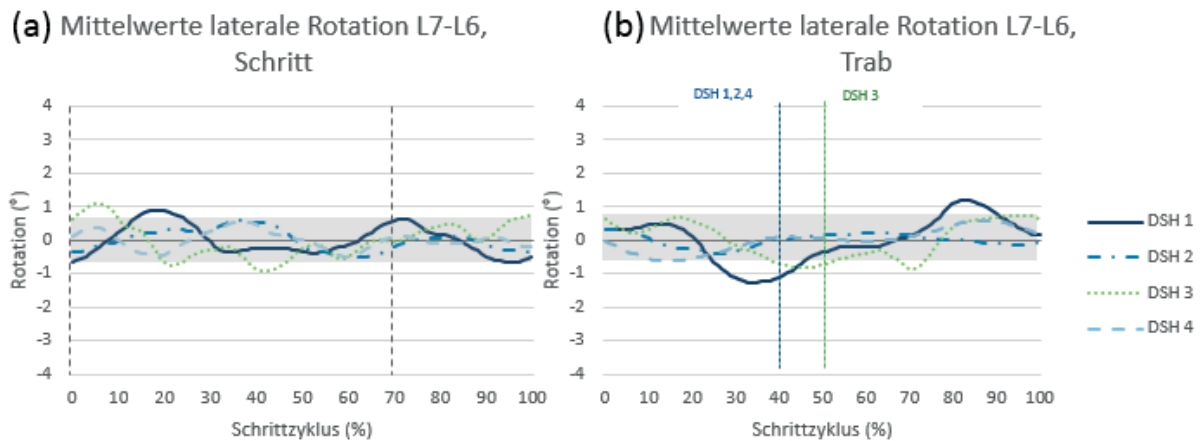 (a) Mittelwerte laterale Rotation L7-L6,
Schritt
4
3
2
1
0
-1
-2
-3
-4
Rotation (°)
0 10 20 30 40 50 60 70 80 90 100
Schrittzyklus (%)
(b) Mittelwerte laterale Rotation L7-L6,
Trab
DSH 1,2,4 DSH 3
4
3
2
1
0
-1
-2
-3
-4
Rotation (°)
0 10 20 30 40 50 60 70 80 90 100
Schrittzyklus (%)
DSH 1
DSH 2
DSH 3
DSH 4